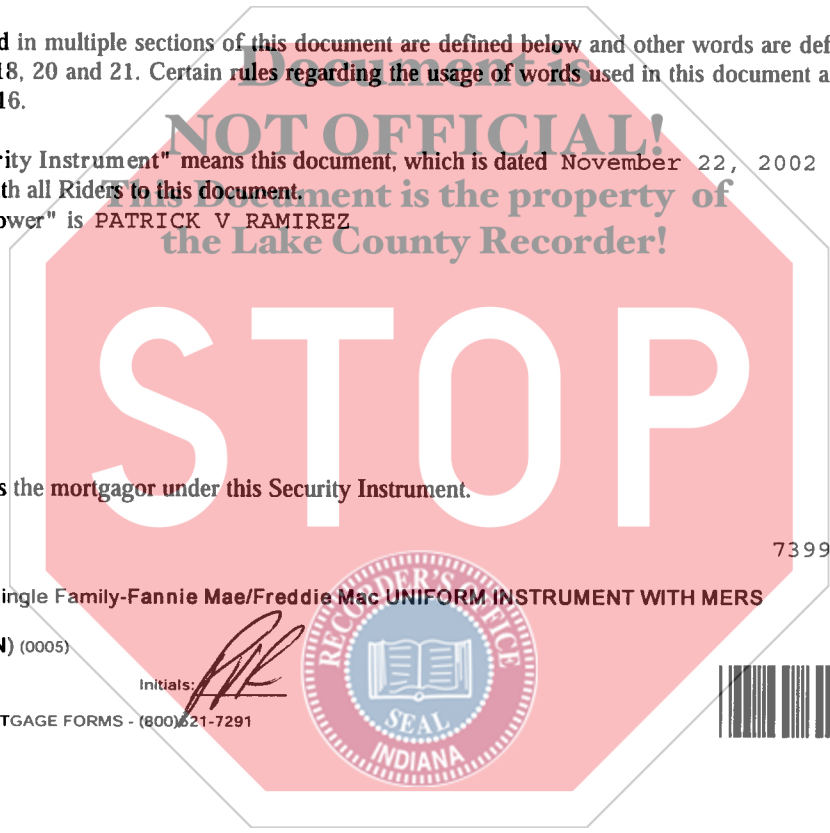 d in multiple sections of this document are defined below and other words are def
18, 20 and 21. Certain rules regarding the usage of words used in this document a
16.
Document is
NOT OFFICIAL!
rity Instrument" means this document, which is dated November 22, 2002
th all Riders to this document.
This Document is the property of
ower" is PATRICK V RAMIREZ
the Lake County Recorder!
STOP
s the mortgagor under this Security Instrument.
7399
ingle Family-Fannie Mae/Freddie Mac UNIFORM INSTRUMENT WITH MERS
N) (0005)
Initials:
TGAGE FORMS - (800)521-7291
RECORDER'S OFFICE
SEAL
INDIANA